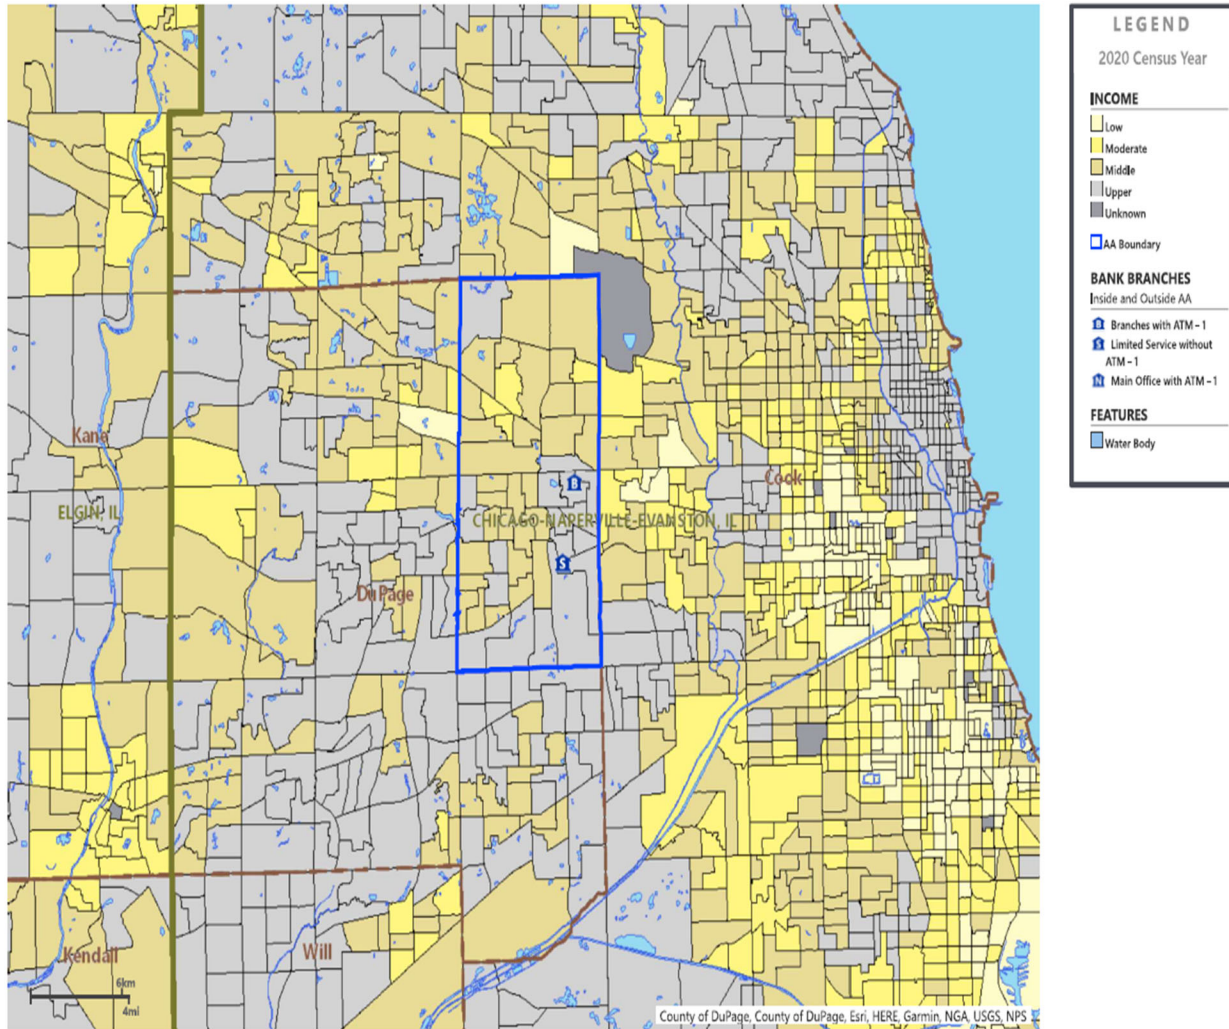 LEGEND
2020 Census Year
INCOME
Low
Moderate
Middle
Upper
Unknown
AA Boundary
BANK BRANCHES
Inside and Outside AA
B Branches with ATM – 1
S Limited Service without
ATM – 1
N Main Office with ATM – 1
FEATURES
Water Body
Kane
ELGIN, IL
Cook
B
CHICAGO-NAPERVILLE-EVANSTON, IL
S
DuPage
Kendall
Will
6km
4mi
County of DuPage, County of DuPage, Esri, HERE, Garmin, NGA, USGS, NPS